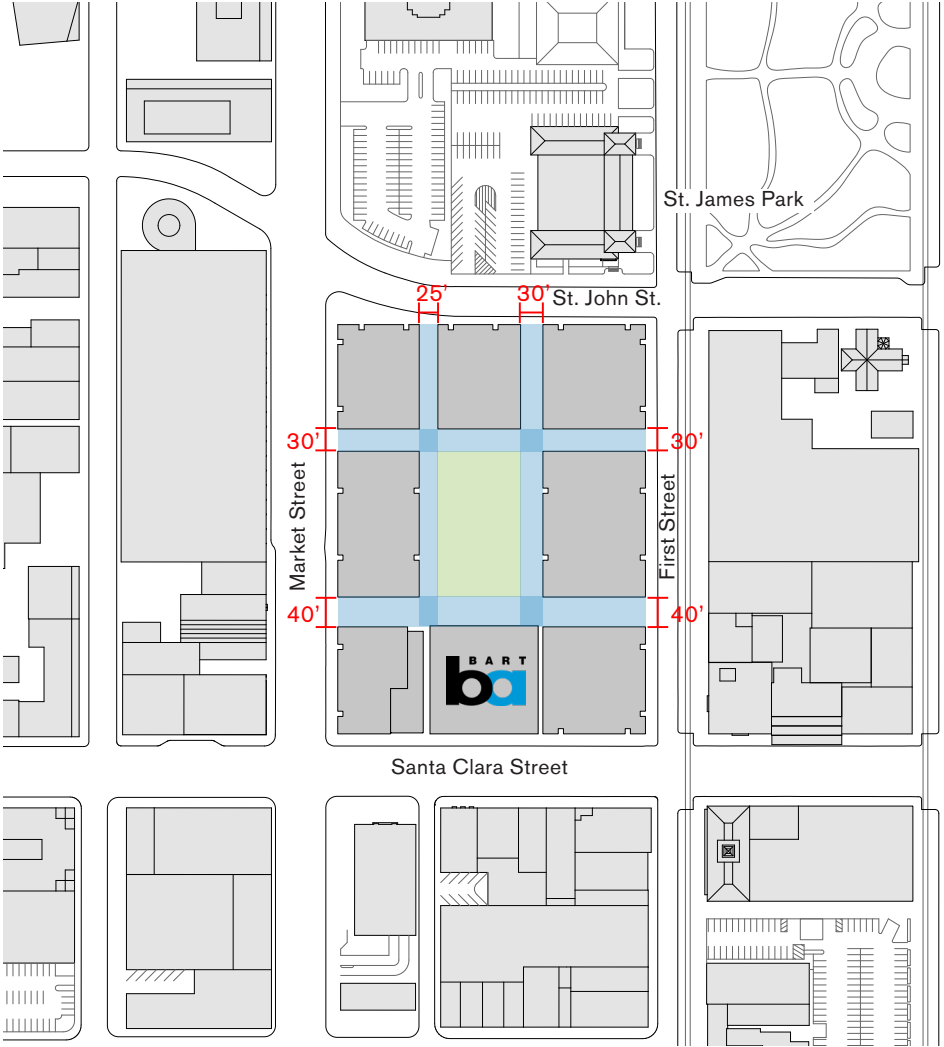 St. James Park
25' 30' St. John St.
30' 30'
Market Street
First Street
40' 40'
BART
ba
Santa Clara Street